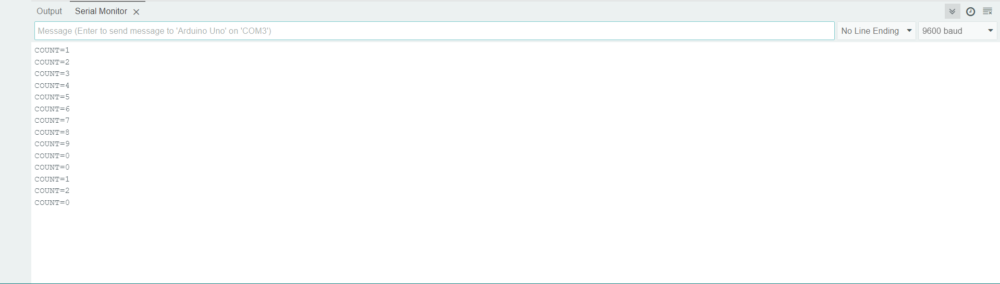 Output Serial Monitor
Message (Enter to send message to 'Arduino Uno' on 'COM3') No Line Ending 9600 baud
COUNT=1
COUNT=2
COUNT=3
COUNT=4
COUNT=5
COUNT=6
COUNT=7
COUNT=8
COUNT=9
COUNT=0
COUNT=0
COUNT=1
COUNT=2
COUNT=0